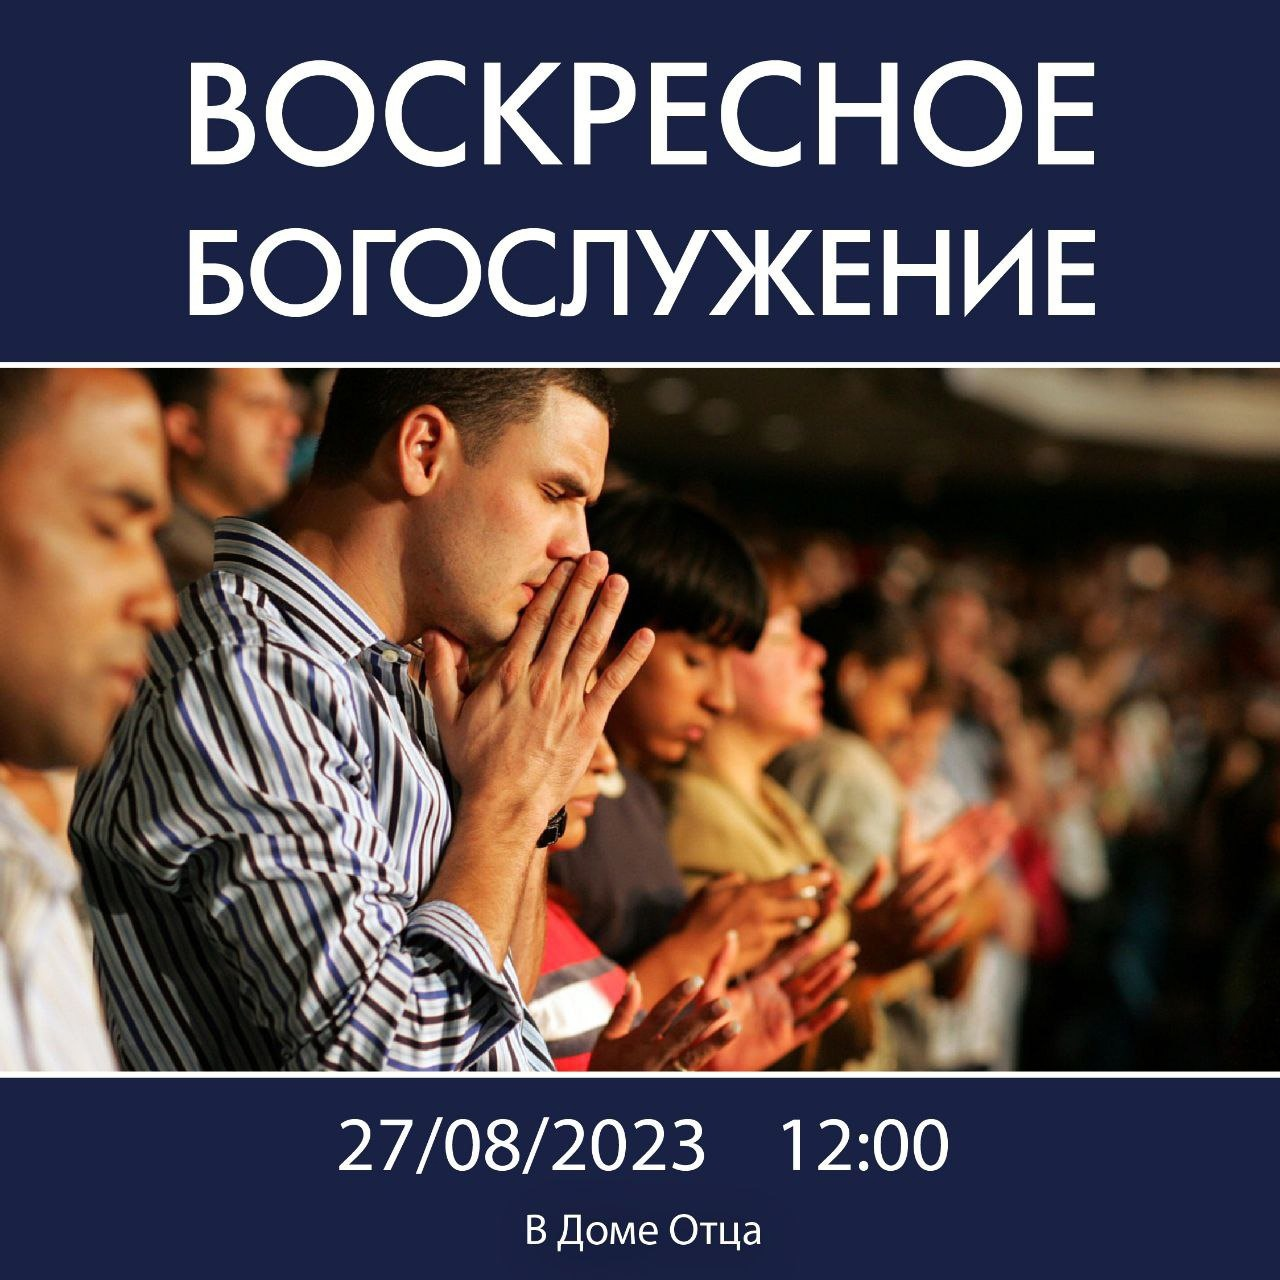 ВОСКРЕСНОЕ
БОГОСЛУЖЕНИЕ
27/08/2023 12:00
В Доме Отца